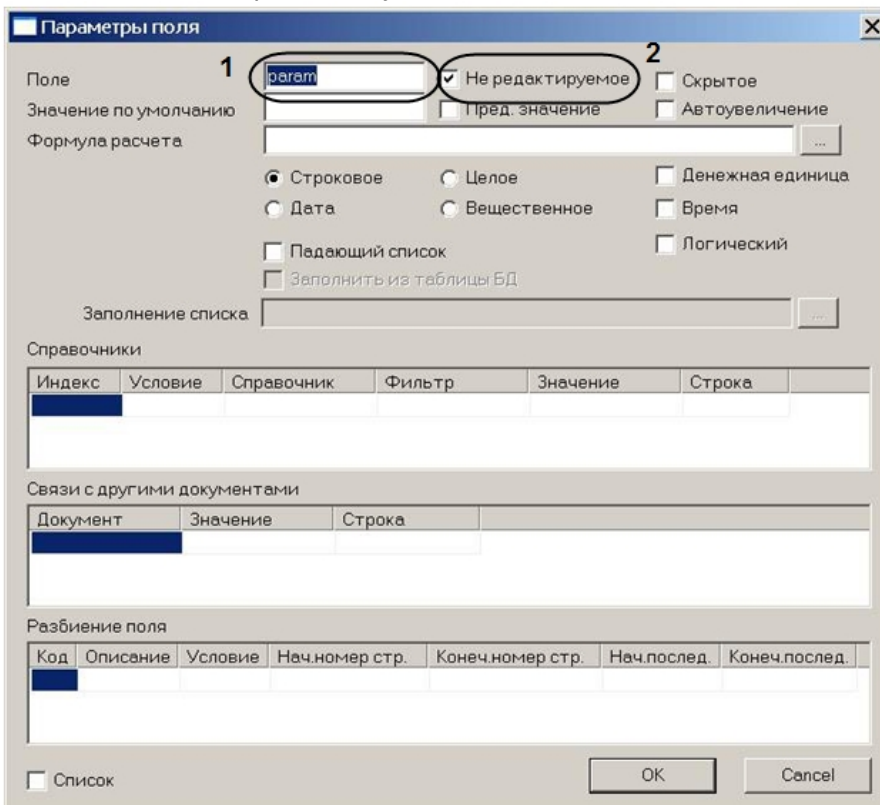 Параметры поля
1
2
Поле param Не редактируемое Скрытое
Значение по умолчанию Пред. значение Автоувеличение
Формула расчета ...
Строковое Целое Денежная единица
Дата Вещественное Время
Падающий список Логический
Заполнить из таблицы БД
Заполнение списка ...
Справочники
Индекс Условие Справочник Фильтр Значение Строка
Связи с другими документами
Документ Значение Строка
Разбиение поля
Код Описание Условие Нач.номер стр. Конеч.номер стр. Нач.послед. Конеч.послед.
Список OK Cancel